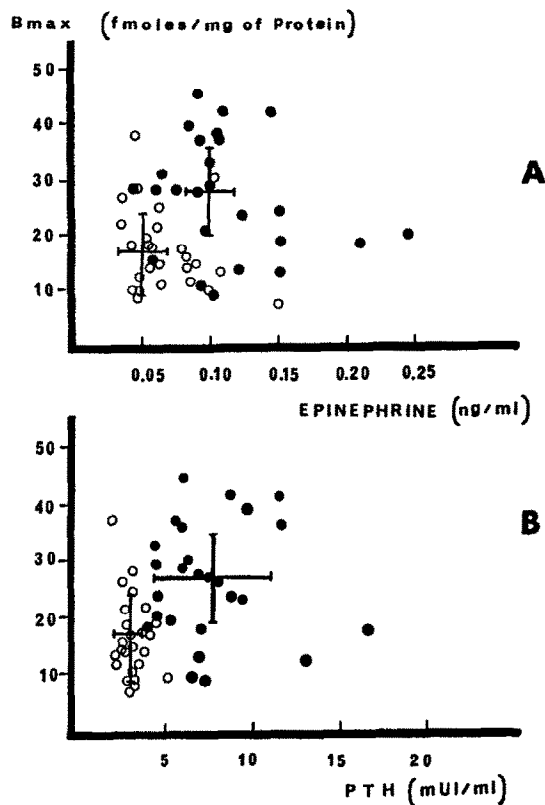 Bmax (fmoles/mg of Protein)
50
40
30
20
10
A
0.05 0.10 0.15 0.20 0.25
EPINEPHRINE (ng/ml)
50
40
30
20
10
B
5 10 15 20
PTH (mUI/ml)